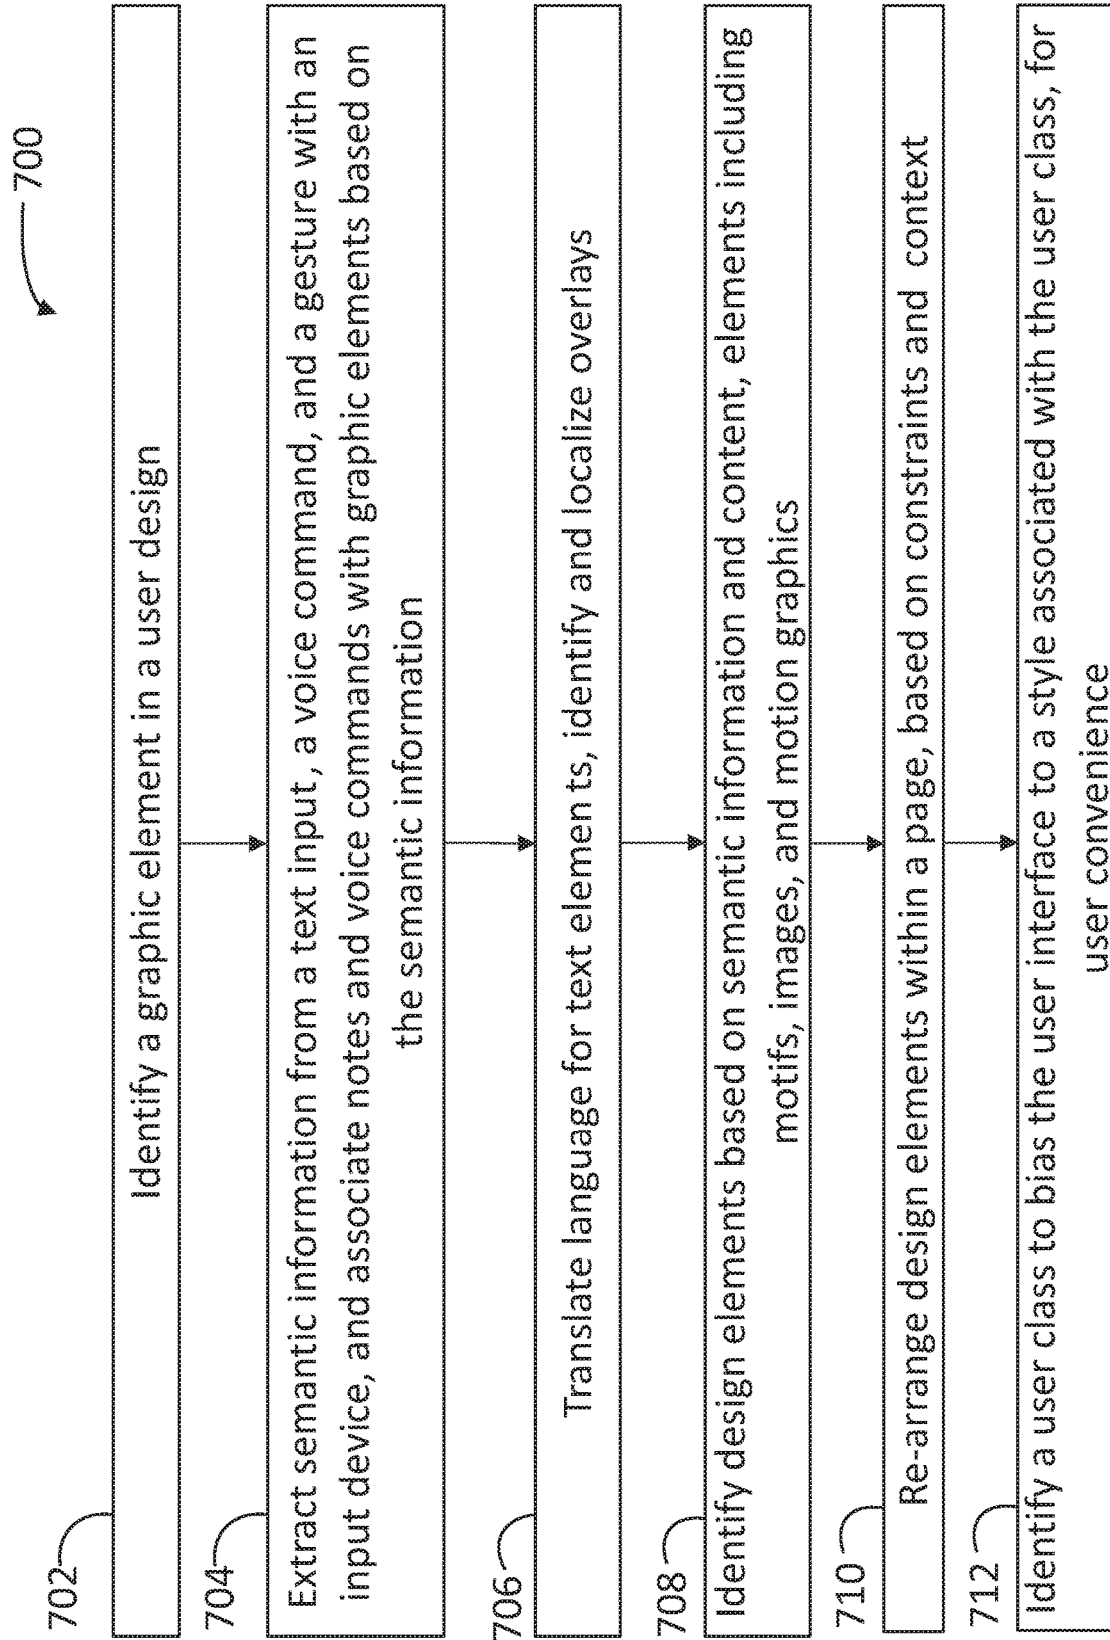 700
702
Identify a graphic element in a user design
704
Extract semantic information from a text input, a voice command, and a gesture with an
input device, and associate notes and voice commands with graphic elements based on
the semantic information
706
Translate language for text elemen ts, identify and localize overlays
708
Identify design elements based on semantic information and content, elements including
motifs, images, and motion graphics
710
Re-arrange design elements within a page, based on constraints and context
712
Identify a user class to bias the user interface to a style associated with the user class, for
user convenience